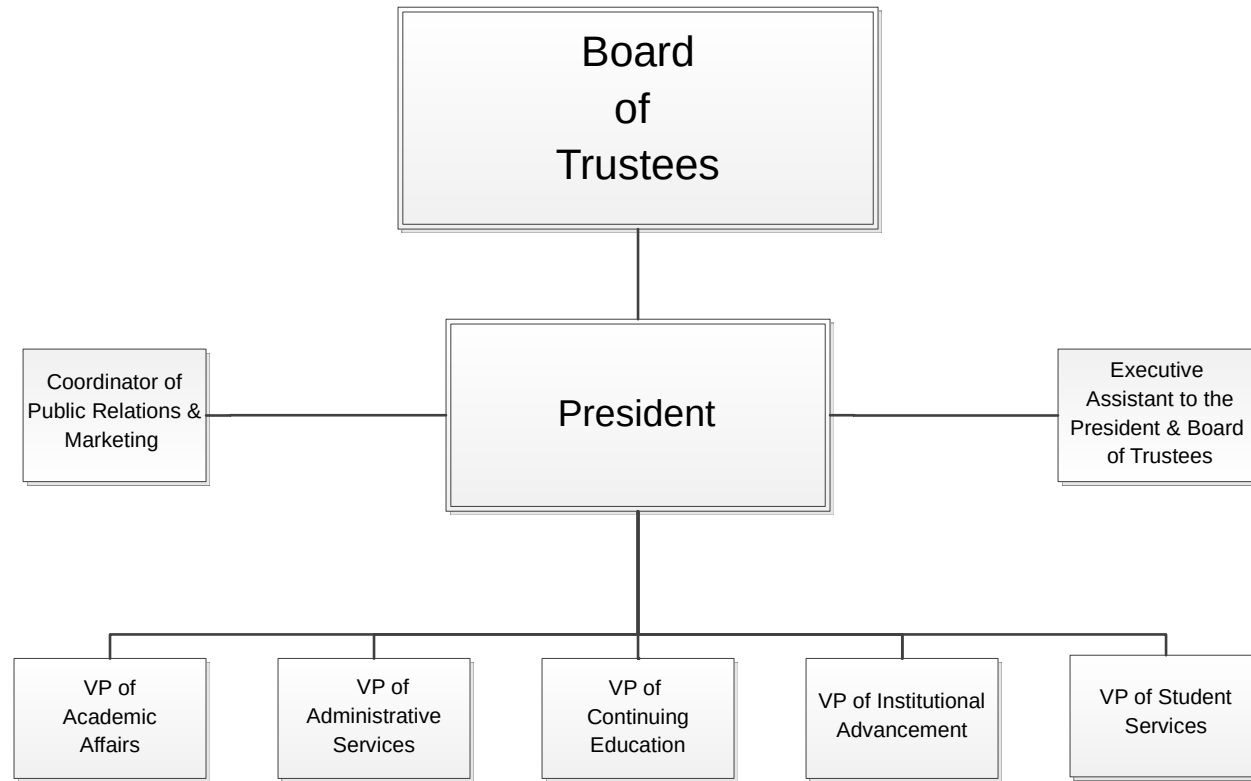 Board
of
Trustees
Coordinator of
Public Relations &
Marketing
President
Executive
Assistant to the
President & Board
of Trustees
VP of
Academic
Affairs
VP of
Administrative
Services
VP of
Continuing
Education
VP of Institutional
Advancement
VP of Student
Services